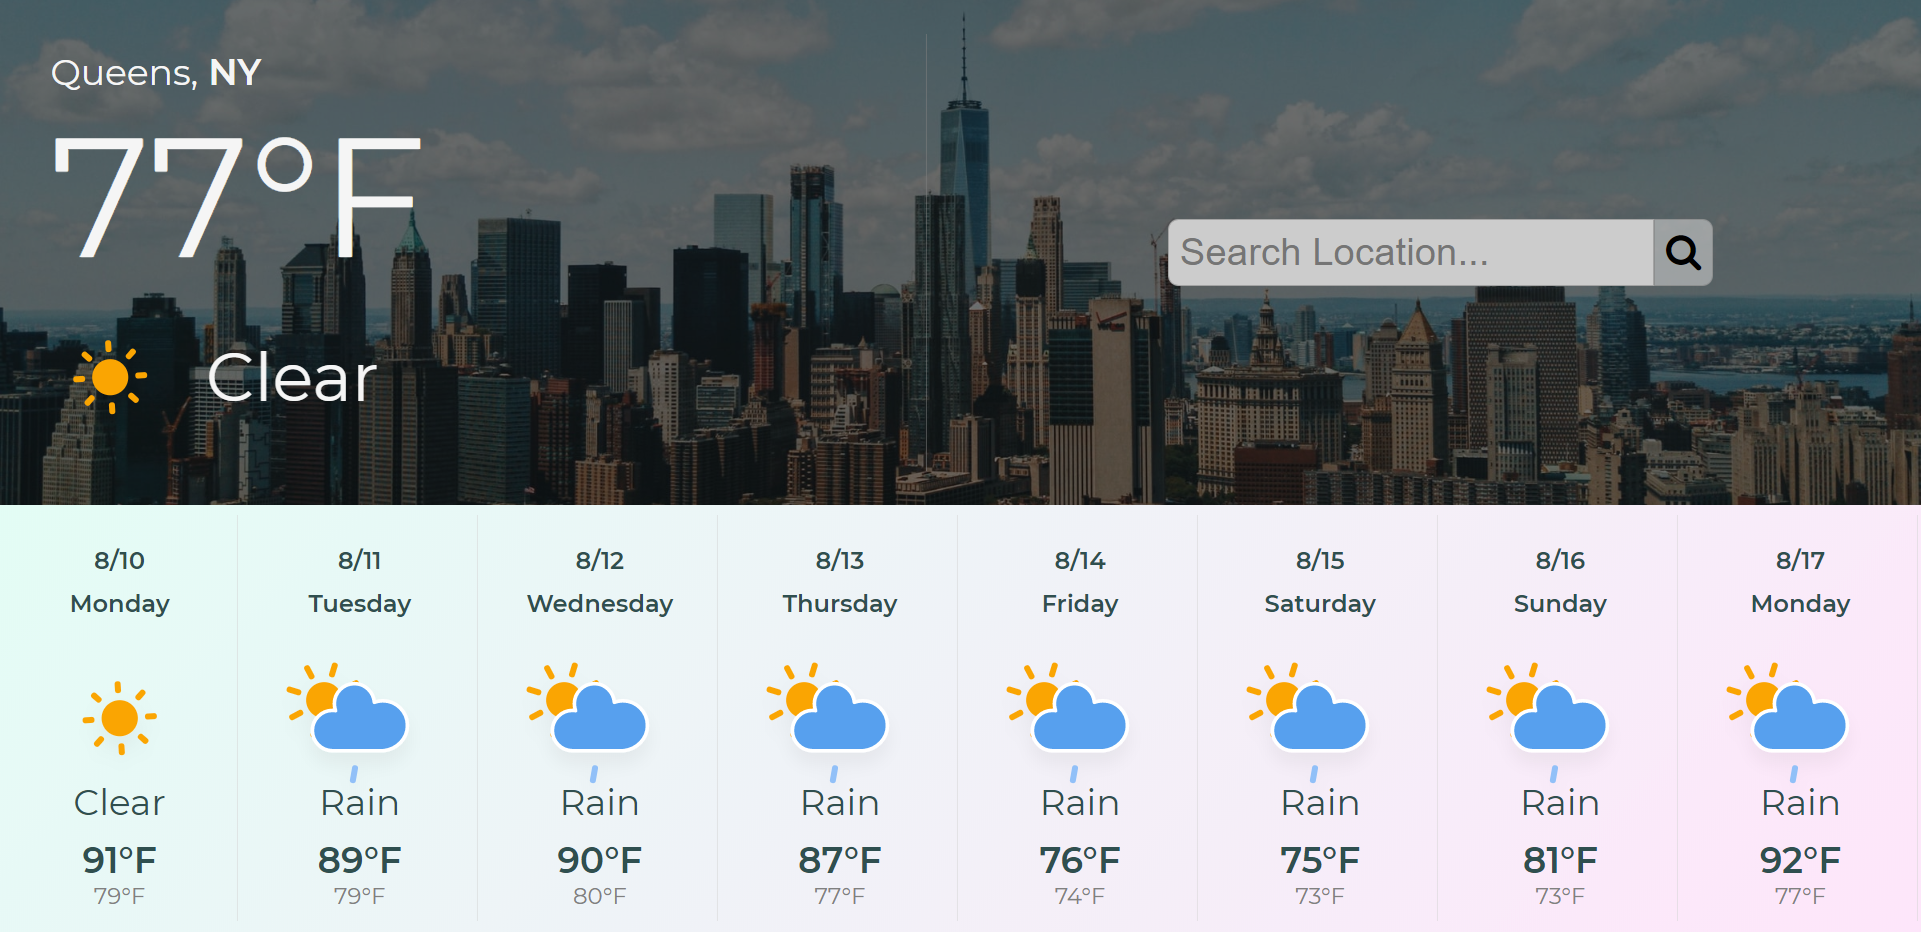 Queens, NY
77°F
Clear
Search Location...
8/10
Monday
Clear
91°F
79°F
8/11
Tuesday
Rain
89°F
79°F
8/12
Wednesday
Rain
90°F
80°F
8/13
Thursday
Rain
87°F
77°F
8/14
Friday
Rain
76°F
74°F
8/15
Saturday
Rain
75°F
73°F
8/16
Sunday
Rain
81°F
73°F
8/17
Monday
Rain
92°F
77°F